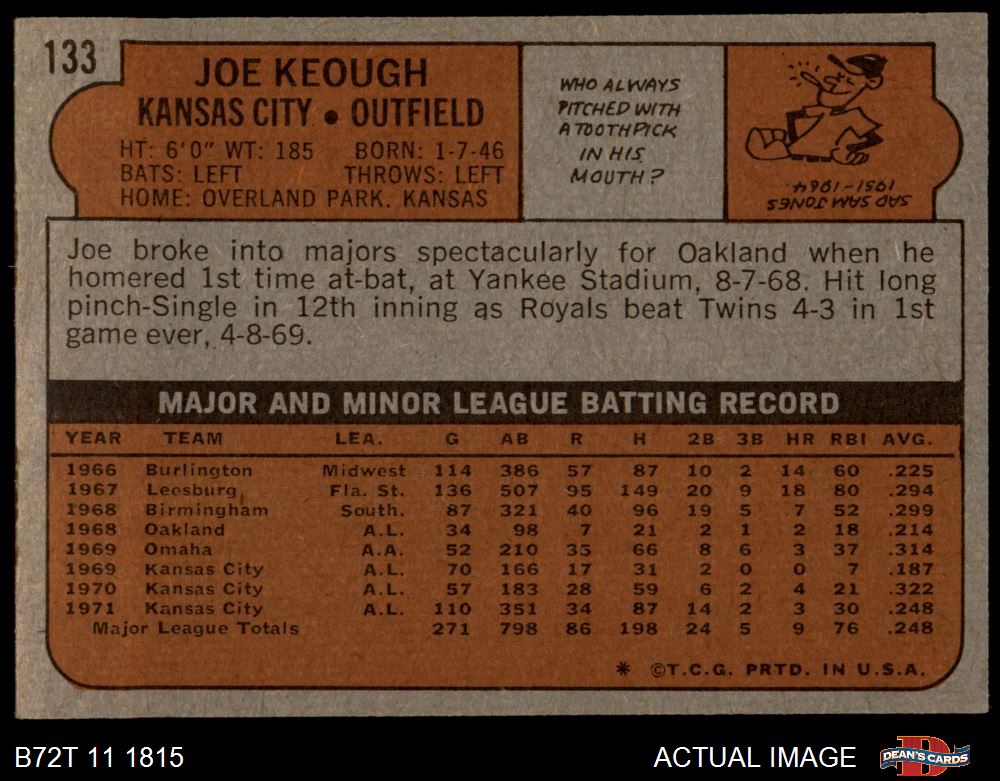 133
JOE KEOUGH
KANSAS CITY • OUTFIELD
HT: 6'0" WT: 185 BORN: 1-7-46
BATS: LEFT THROWS: LEFT
HOME: OVERLAND PARK, KANSAS
WHO ALWAYS
PITCHED WITH
A TOOTHPICK
IN HIS
MOUTH?
SAD SAM JONES
1951-1964
Joe broke into majors spectacularly for Oakland when he
homered 1st time at-bat, at Yankee Stadium, 8-7-68. Hit long
pinch-Single in 12th inning as Royals beat Twins 4-3 in 1st
game ever, 4-8-69.
MAJOR AND MINOR LEAGUE BATTING RECORD
YEAR TEAM LEA. G AB R H 2B 3B HR RBI AVG.
1966 Burlington Midwest 114 386 57 87 10 2 14 60 .225
1967 Leesburg Fla. St. 136 507 95 149 20 9 18 80 .294
1968 Birmingham South. 87 321 40 96 19 5 7 52 .299
1968 Oakland A.L. 34 98 7 21 2 1 2 18 .214
1969 Omaha A.A. 52 210 35 66 8 6 3 37 .314
1969 Kansas City A.L. 70 166 17 31 2 0 0 7 .187
1970 Kansas City A.L. 57 183 28 59 6 2 4 21 .322
1971 Kansas City A.L. 110 351 34 87 14 2 3 30 .248
Major League Totals 271 798 86 198 24 5 9 76 .248
* ©T.C.G. PRTD. IN U.S.A.
B72T 11 1815 ACTUAL IMAGE DEAN'S CARDS